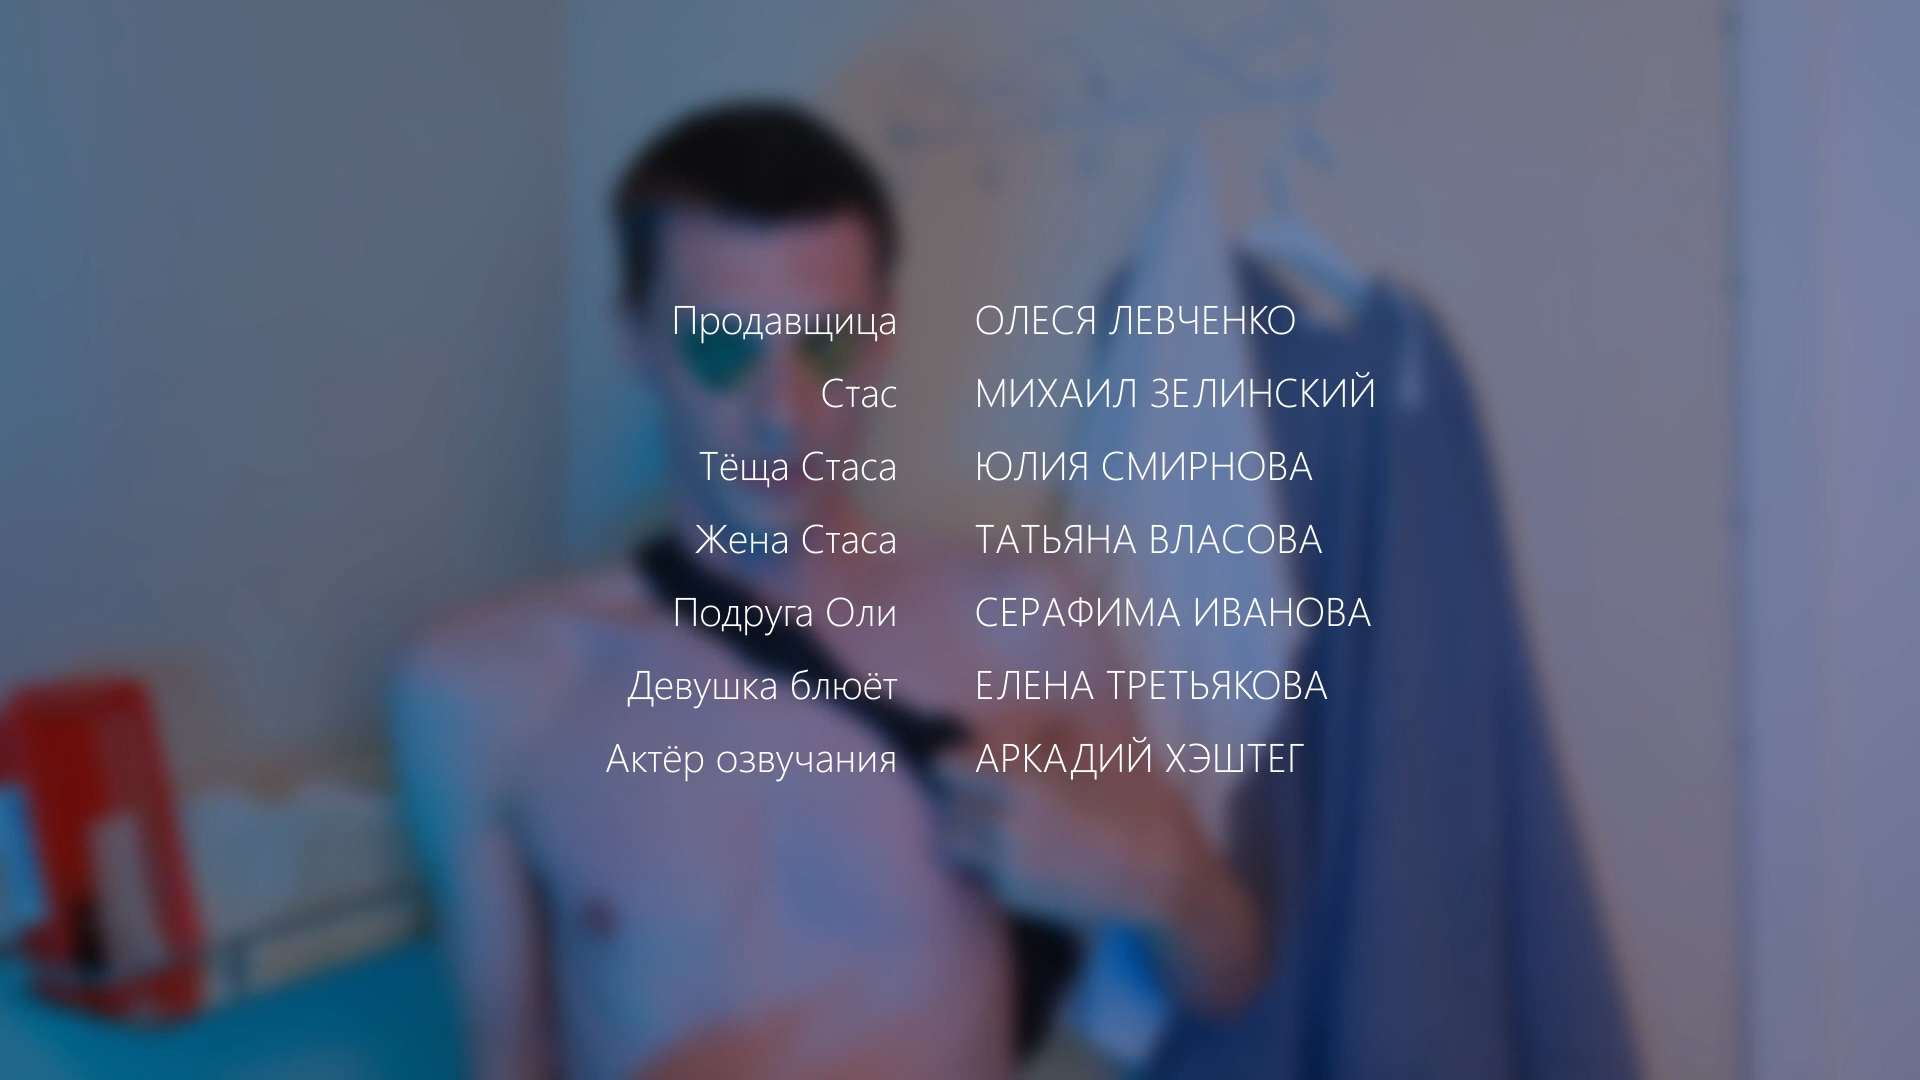 Продавщица ОЛЕСЯ ЛЕВЧЕНКО
Стас МИХАИЛ ЗЕЛИНСКИЙ
Тёща Стаса ЮЛИЯ СМИРНОВА
Жена Стаса ТАТЬЯНА ВЛАСОВА
Подруга Оли СЕРАФИМА ИВАНОВА
Девушка блюёт ЕЛЕНА ТРЕТЬЯКОВА
Актёр озвучания АРКАДИЙ ХЭШТЕГ